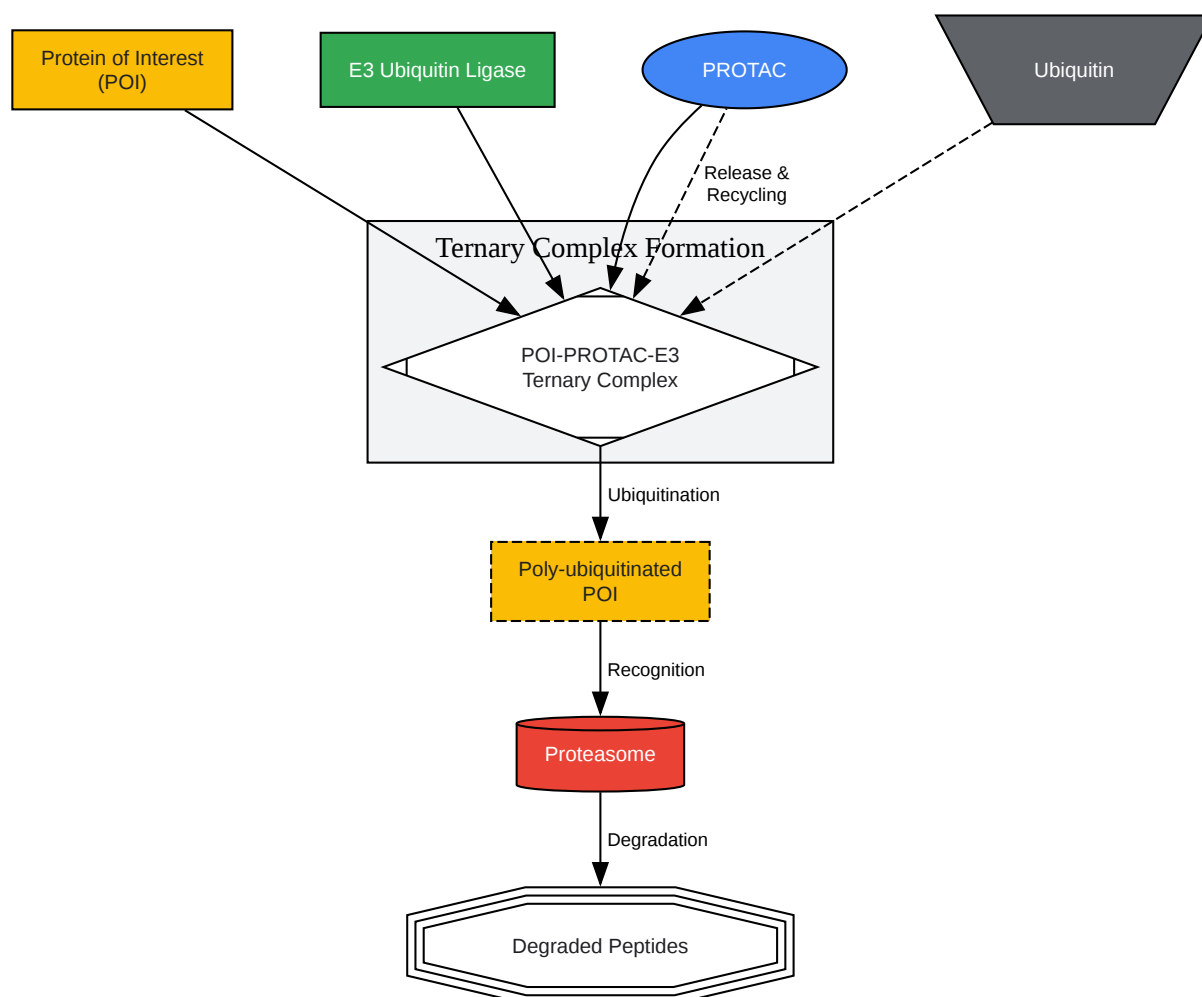 Protein of Interest
(POI)
E3 Ubiquitin Ligase
PROTAC
Ubiquitin
Release &
Recycling
Ternary Complex Formation
POI-PROTAC-E3
Ternary Complex
Ubiquitination
Poly-ubiquitinated
POI
Recognition
Proteasome
Degradation
Degraded Peptides